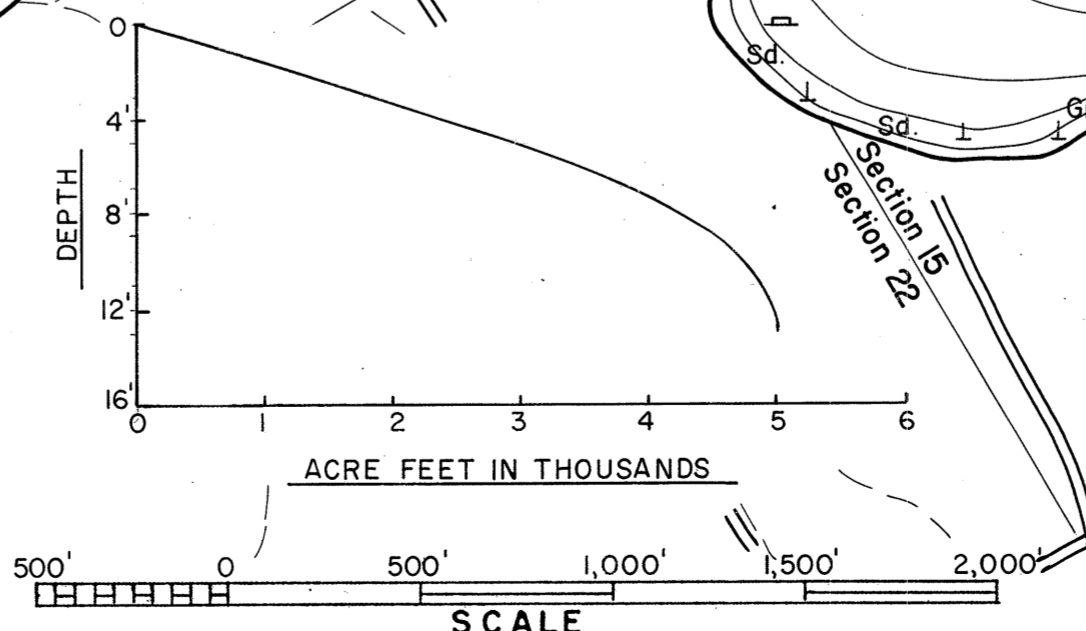 0
4'
8'
12'
16'
DEPTH
0 1 2 3 4 5 6
ACRE FEET IN THOUSANDS
Sd.
Sd.
Section 15
Section 22
500' 0 500' 1,000' 1,500' 2,000'
SCALE